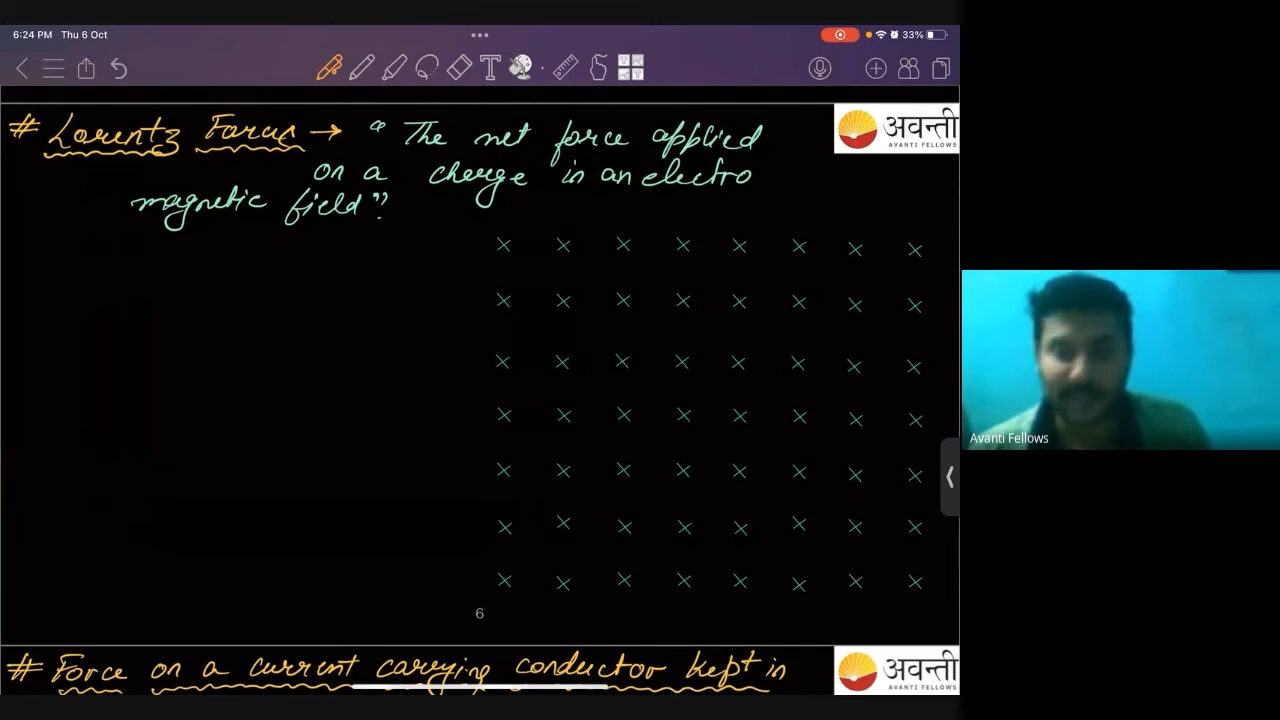 6:24 PM Thu 6 Oct
33%
# Lorentz Force → "The net force applied
on a charge in an electro
magnetic field"
अवन्ती
AVANTI FELLOWS
× × × × × × × ×
× × × × × × × ×
× × × × × × × ×
× × × × × × × ×
× × × × × × × ×
× × × × × × × ×
× × × × × × × ×
6
# Force on a current carrying conductor kept in
अवन्ती
AVANTI FELLOWS
Avanti Fellows